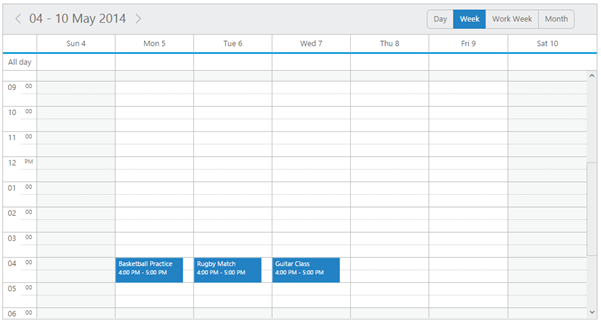 04 - 10 May 2014
Day Week Work Week Month
Sun 4 Mon 5 Tue 6 Wed 7 Thu 8 Fri 9 Sat 10
All day
09 00
10 00
11 00
12 PM
01 00
02 00
03 00
04 00
Basketball Practice Rugby Match Guitar Class
4:00 PM - 5:00 PM 4:00 PM - 5:00 PM 4:00 PM - 5:00 PM
05 00
06 00